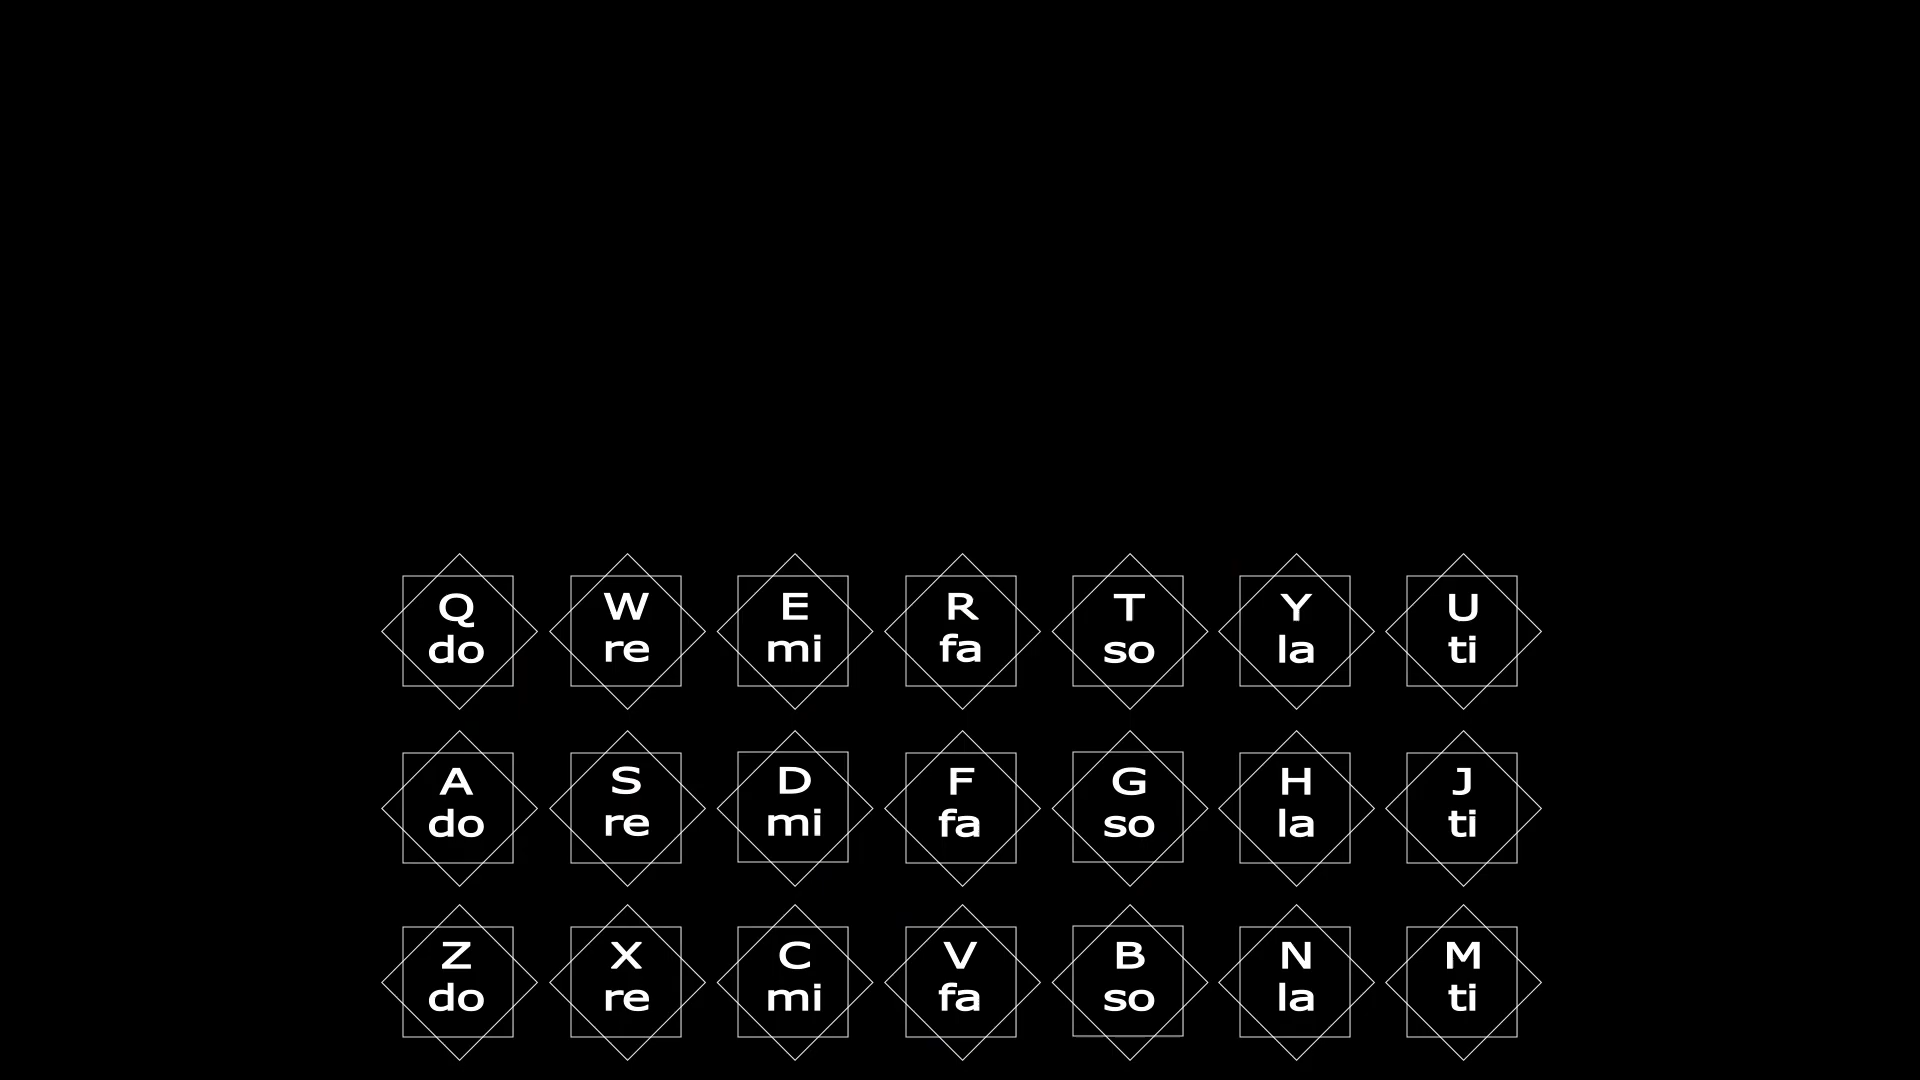 Q W E R T Y U
do re mi fa so la ti
A S D F G H J
do re mi fa so la ti
Z X C V B N M
do re mi fa so la ti